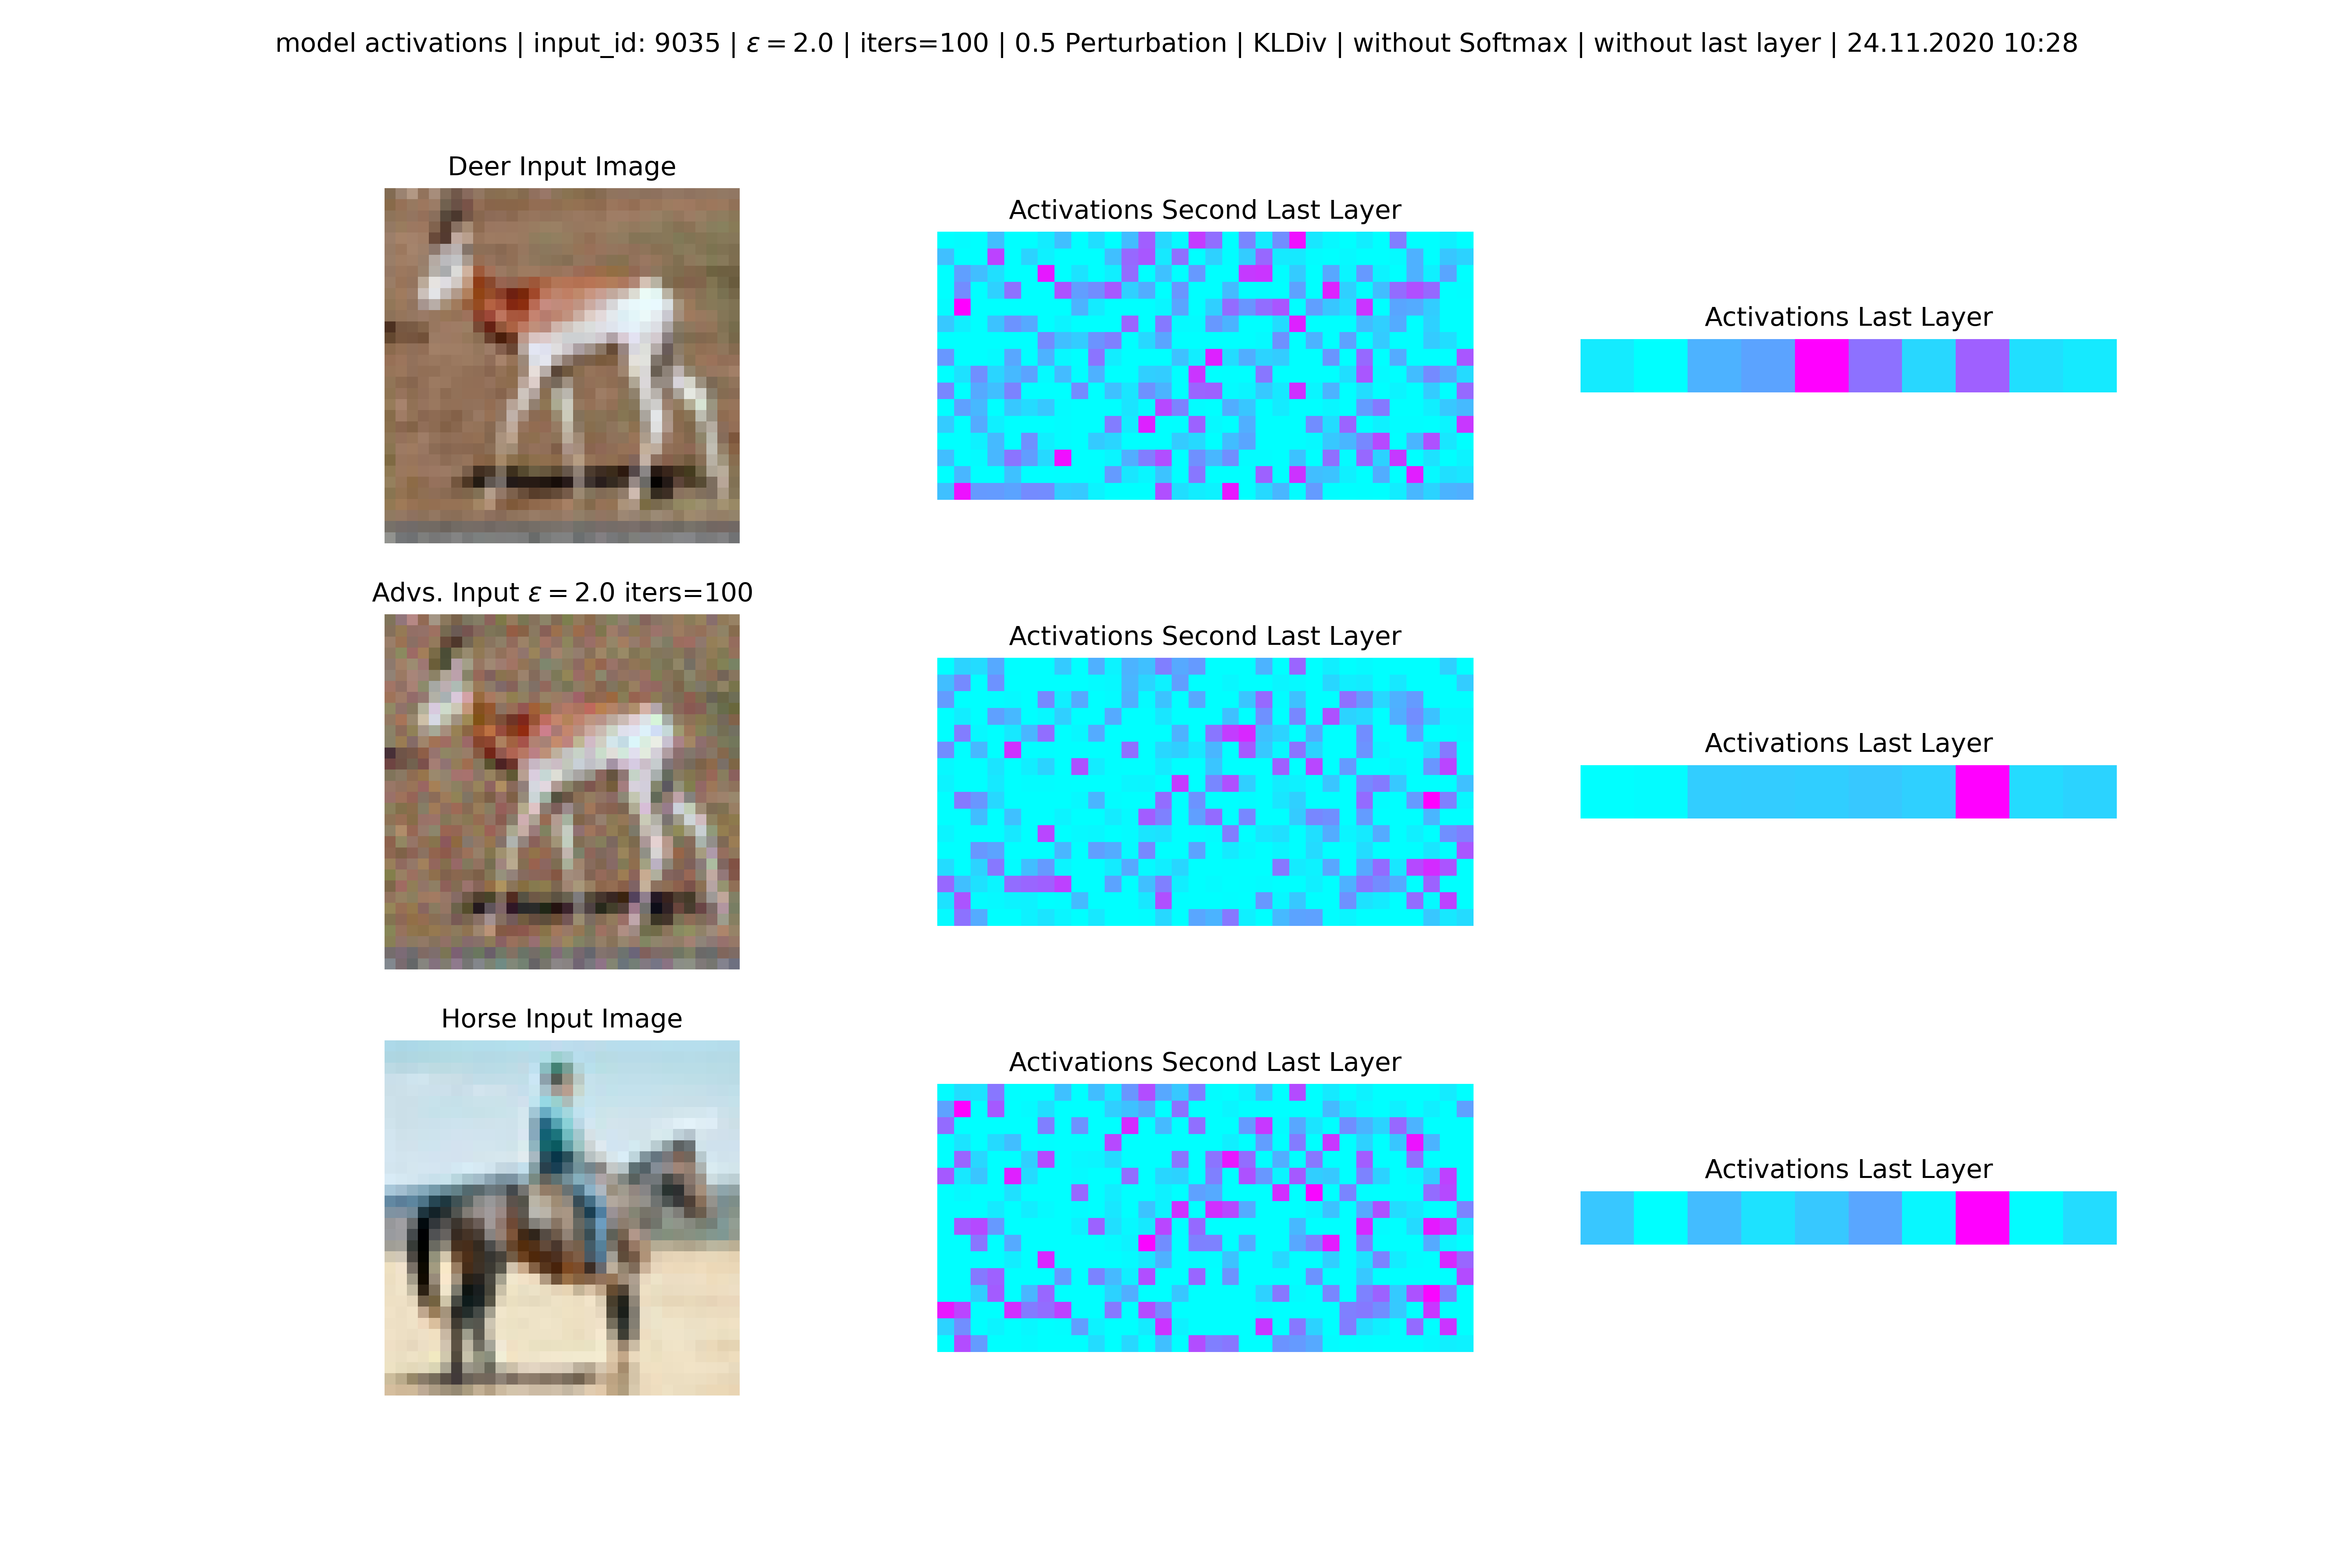 model activations | input_id: 9035 | ε = 2.0 | iters=100 | 0.5 Perturbation | KLDiv | without Softmax | without last layer | 24.11.2020 10:28
Deer Input Image
Activations Second Last Layer
Activations Last Layer
Advs. Input ε = 2.0 iters=100
Activations Second Last Layer
Activations Last Layer
Horse Input Image
Activations Second Last Layer
Activations Last Layer